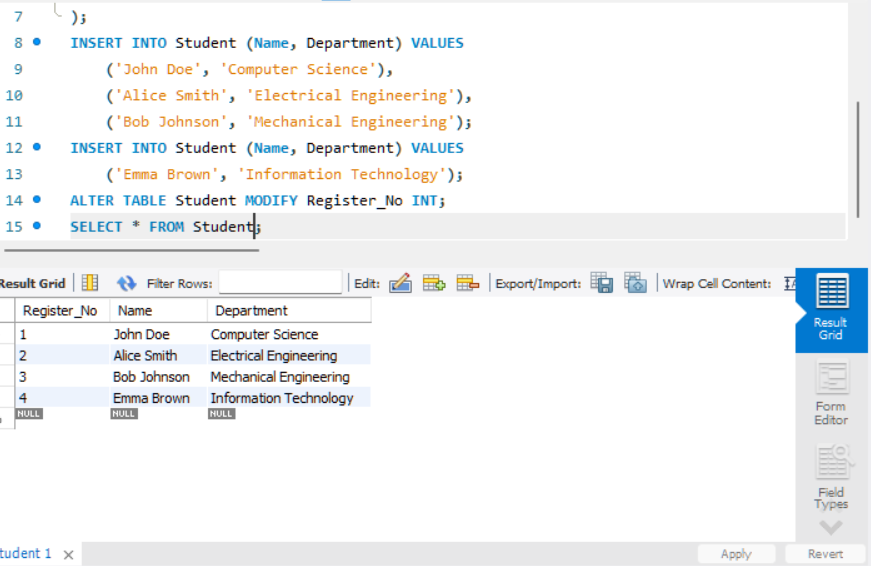 7 );
8 INSERT INTO Student (Name, Department) VALUES
9 ('John Doe', 'Computer Science'),
10 ('Alice Smith', 'Electrical Engineering'),
11 ('Bob Johnson', 'Mechanical Engineering');
12 INSERT INTO Student (Name, Department) VALUES
13 ('Emma Brown', 'Information Technology');
14 ALTER TABLE Student MODIFY Register_No INT;
15 SELECT * FROM Student;
Result Grid Filter Rows: Edit: Export/Import: Wrap Cell Content:
Register_No Name Department
1 John Doe Computer Science
2 Alice Smith Electrical Engineering
3 Bob Johnson Mechanical Engineering
4 Emma Brown Information Technology
NULL NULL NULL
Result
Grid
Form
Editor
Field
Types
tudent 1
Apply Revert